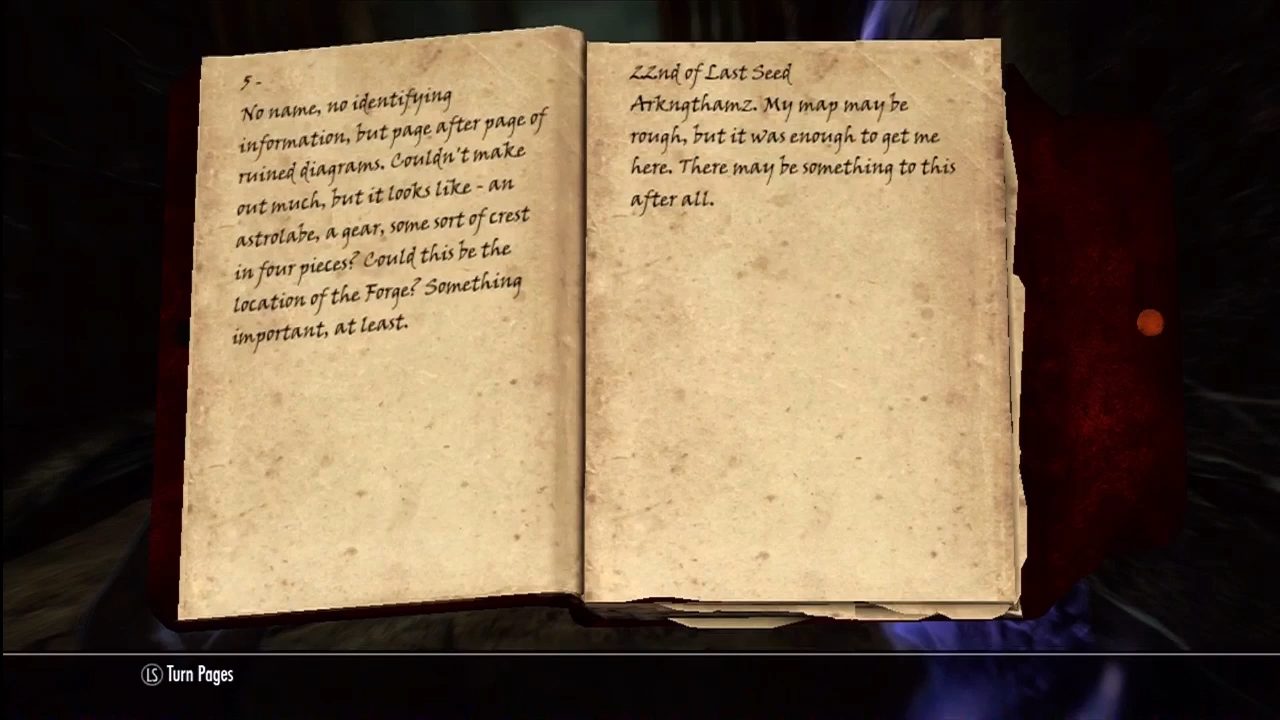 5 -
No name, no identifying
information, but page after page of
ruined diagrams. Couldn't make
out much, but it looks like - an
astrolabe, a gear, some sort of crest
in four pieces? Could this be the
location of the Forge? Something
important, at least.
22nd of Last Seed
Arkngthamz. My map may be
rough, but it was enough to get me
here. There may be something to this
after all.
LS Turn Pages